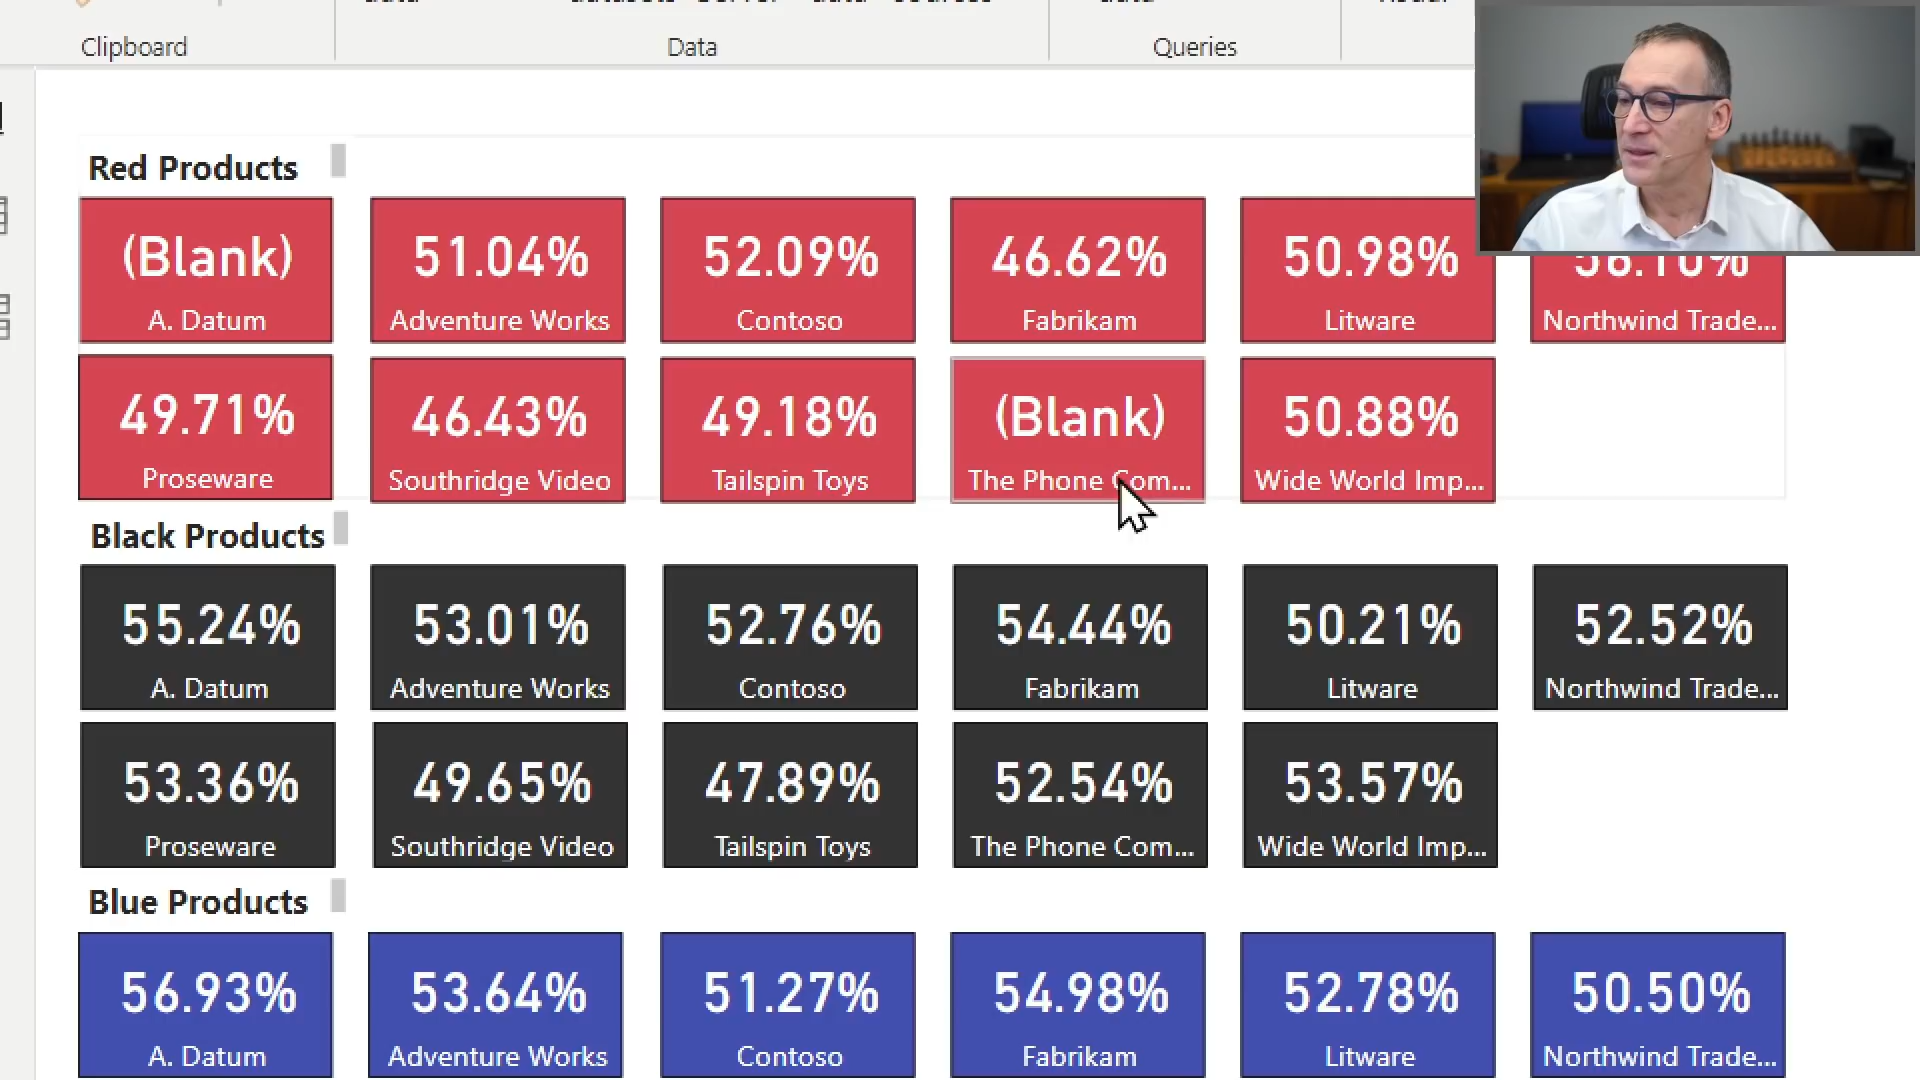 Clipboard
Data
Queries
Red Products
(Blank)
A. Datum
51.04%
Adventure Works
52.09%
Contoso
46.62%
Fabrikam
50.98%
Litware
56.10%
Northwind Trade...
49.71%
Proseware
46.43%
Southridge Video
49.18%
Tailspin Toys
(Blank)
The Phone Com...
50.88%
Wide World Imp...
Black Products
55.24%
A. Datum
53.01%
Adventure Works
52.76%
Contoso
54.44%
Fabrikam
50.21%
Litware
52.52%
Northwind Trade...
53.36%
Proseware
49.65%
Southridge Video
47.89%
Tailspin Toys
52.54%
The Phone Com...
53.57%
Wide World Imp...
Blue Products
56.93%
A. Datum
53.64%
Adventure Works
51.27%
Contoso
54.98%
Fabrikam
52.78%
Litware
50.50%
Northwind Trade...